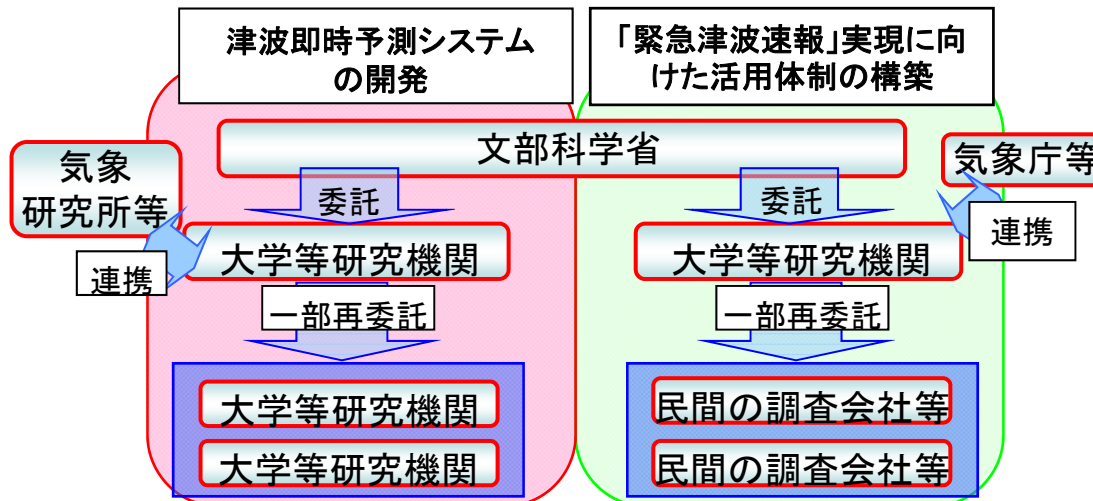 津波即時予測システム
の開発
「緊急津波速報」実現に向
けた活用体制の構築
文部科学省
気象
研究所等
気象庁等
委託
委託
連携
大学等研究機関
大学等研究機関
連携
一部再委託
一部再委託
大学等研究機関
民間の調査会社等
大学等研究機関
民間の調査会社等